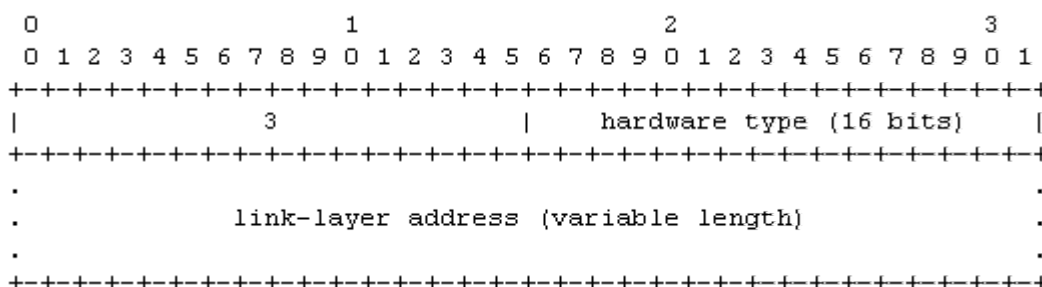 0                   1                   2                   3
 0 1 2 3 4 5 6 7 8 9 0 1 2 3 4 5 6 7 8 9 0 1 2 3 4 5 6 7 8 9 0 1
+-+-+-+-+-+-+-+-+-+-+-+-+-+-+-+-+-+-+-+-+-+-+-+-+-+-+-+-+-+-+-+-+
|               3               |    hardware type (16 bits)    |
+-+-+-+-+-+-+-+-+-+-+-+-+-+-+-+-+-+-+-+-+-+-+-+-+-+-+-+-+-+-+-+-+
.                                                               .
.             link-layer address (variable length)              .
.                                                               .
+-+-+-+-+-+-+-+-+-+-+-+-+-+-+-+-+-+-+-+-+-+-+-+-+-+-+-+-+-+-+-+-+